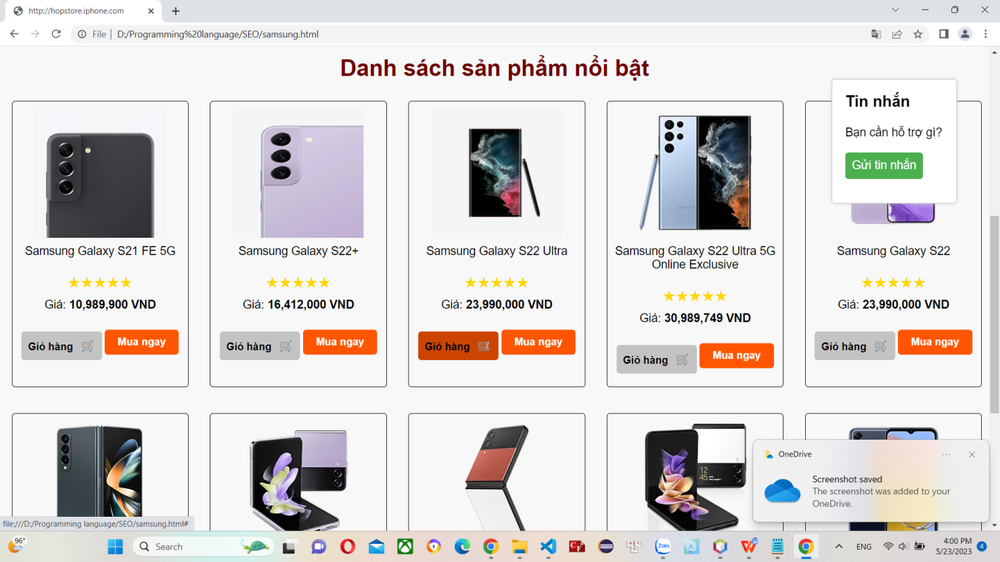 http://hopstore.iphone.com
File | D:/Programming%20language/SEO/samsung.html
Danh sách sản phẩm nổi bật
Tin nhắn
Bạn cần hỗ trợ gì?
Gửi tin nhắn
Samsung Galaxy S21 FE 5G
★★★★★
Giá: 10,989,900 VND
Giỏ hàng
Mua ngay
Samsung Galaxy S22+
★★★★★
Giá: 16,412,000 VND
Giỏ hàng
Mua ngay
Samsung Galaxy S22 Ultra
★★★★★
Giá: 23,990,000 VND
Giỏ hàng
Mua ngay
Samsung Galaxy S22 Ultra 5G
Online Exclusive
★★★★★
Giá: 30,989,749 VND
Giỏ hàng
Mua ngay
Samsung Galaxy S22
★★★★★
Giá: 23,990,000 VND
Giỏ hàng
Mua ngay
12
45
OneDrive
Screenshot saved
The screenshot was added to your
OneDrive.
file:///D:/Programming language/SEO/samsung.html#
96°
Search
CF
Zalo
ENG
4:00 PM
5/23/2023
4